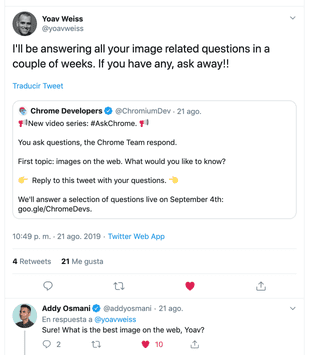 Yoav Weiss
@yoavweiss
I'll be answering all your image related questions in a
couple of weeks. If you have any, ask away!!
Traducir Tweet
Chrome Developers @ChromiumDev · 21 ago.
New video series: #AskChrome.
You ask questions, the Chrome Team respond.
First topic: images on the web. What would you like to know?
Reply to this tweet with your questions.
We'll answer a selection of questions live on September 4th:
goo.gle/ChromeDevs.
10:49 p. m. · 21 ago. 2019 · Twitter Web App
4 Retweets 21 Me gusta
Addy Osmani @addyosmani · 21 ago.
En respuesta a @yoavweiss
Sure! What is the best image on the web, Yoav?
2 10